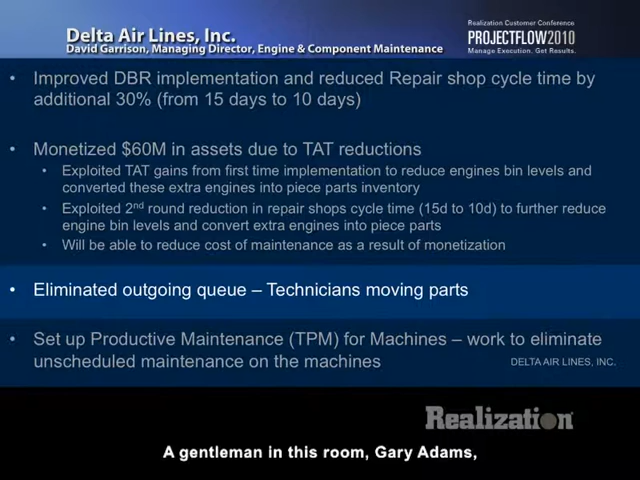 Delta Air Lines, Inc.
David Garrison, Managing Director, Engine & Component Maintenance
Realization Customer Conference
PROJECTFLOW2010
Manage Execution. Get Results.
• Improved DBR implementation and reduced Repair shop cycle time by
additional 30% (from 15 days to 10 days)
• Monetized $60M in assets due to TAT reductions
• Exploited TAT gains from first time implementation to reduce engines bin levels and
converted these extra engines into piece parts inventory
• Exploited 2nd round reduction in repair shops cycle time (15d to 10d) to further reduce
engine bin levels and convert extra engines into piece parts
• Will be able to reduce cost of maintenance as a result of monetization
• Eliminated outgoing queue – Technicians moving parts
• Set up Productive Maintenance (TPM) for Machines – work to eliminate
unscheduled maintenance on the machines
DELTA AIR LINES, INC.
Realization
A gentleman in this room, Gary Adams,